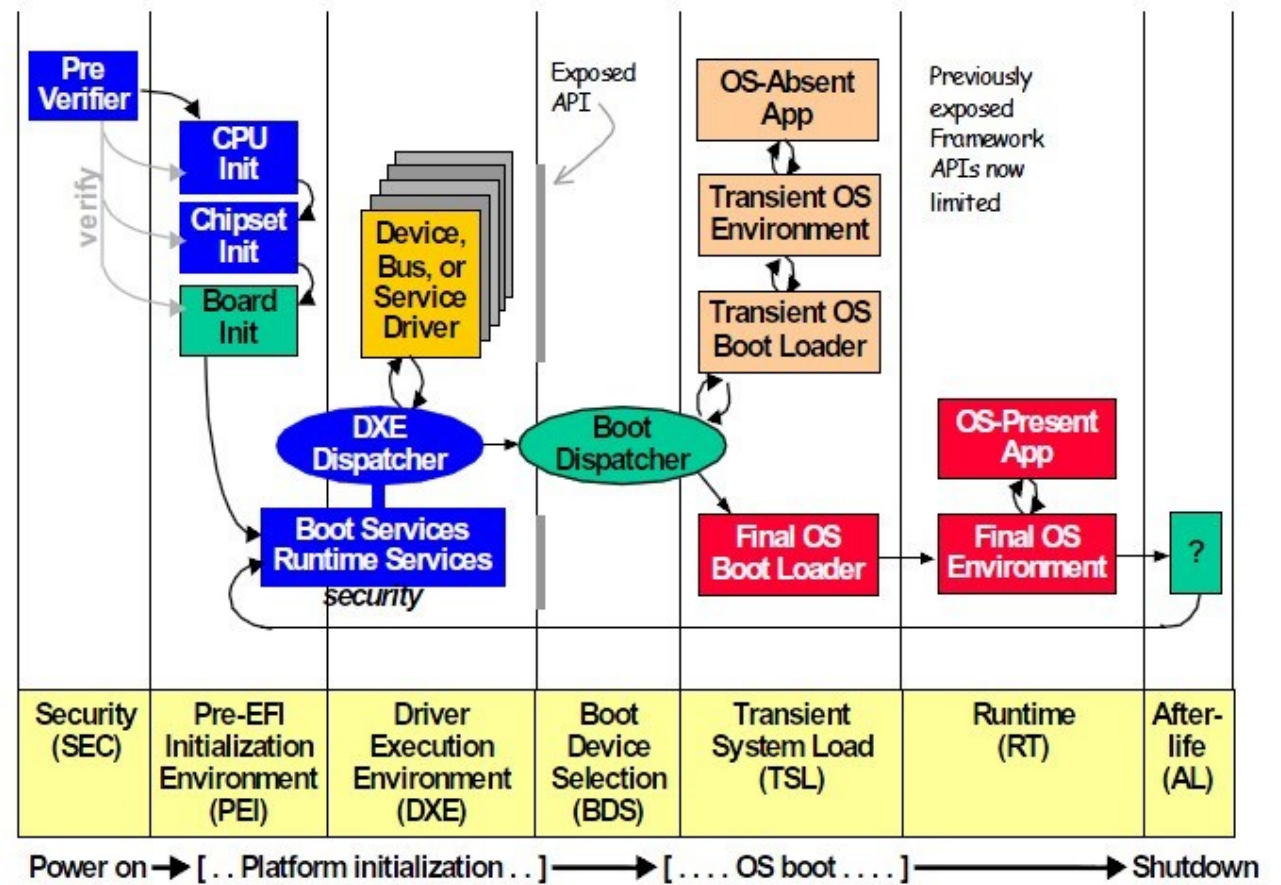 Pre
Verifier
verify
CPU
Init
Chipset
Init
Board
Init
Device,
Bus, or
Service
Driver
DXE
Dispatcher
Boot Services
Runtime Services
security
Exposed
API
Boot
Dispatcher
OS-Absent
App
Transient OS
Environment
Transient OS
Boot Loader
Final OS
Boot Loader
Previously
exposed
Framework
APIs now
limited
OS-Present
App
Final OS
Environment
?
Security
(SEC)
Pre-EFI
Initialization
Environment
(PEI)
Driver
Execution
Environment
(DXE)
Boot
Device
Selection
(BDS)
Transient
System Load
(TSL)
Runtime
(RT)
After-
life
(AL)
Power on [ . . Platform initialization . . ] [ . . . . OS boot . . . . ] Shutdown